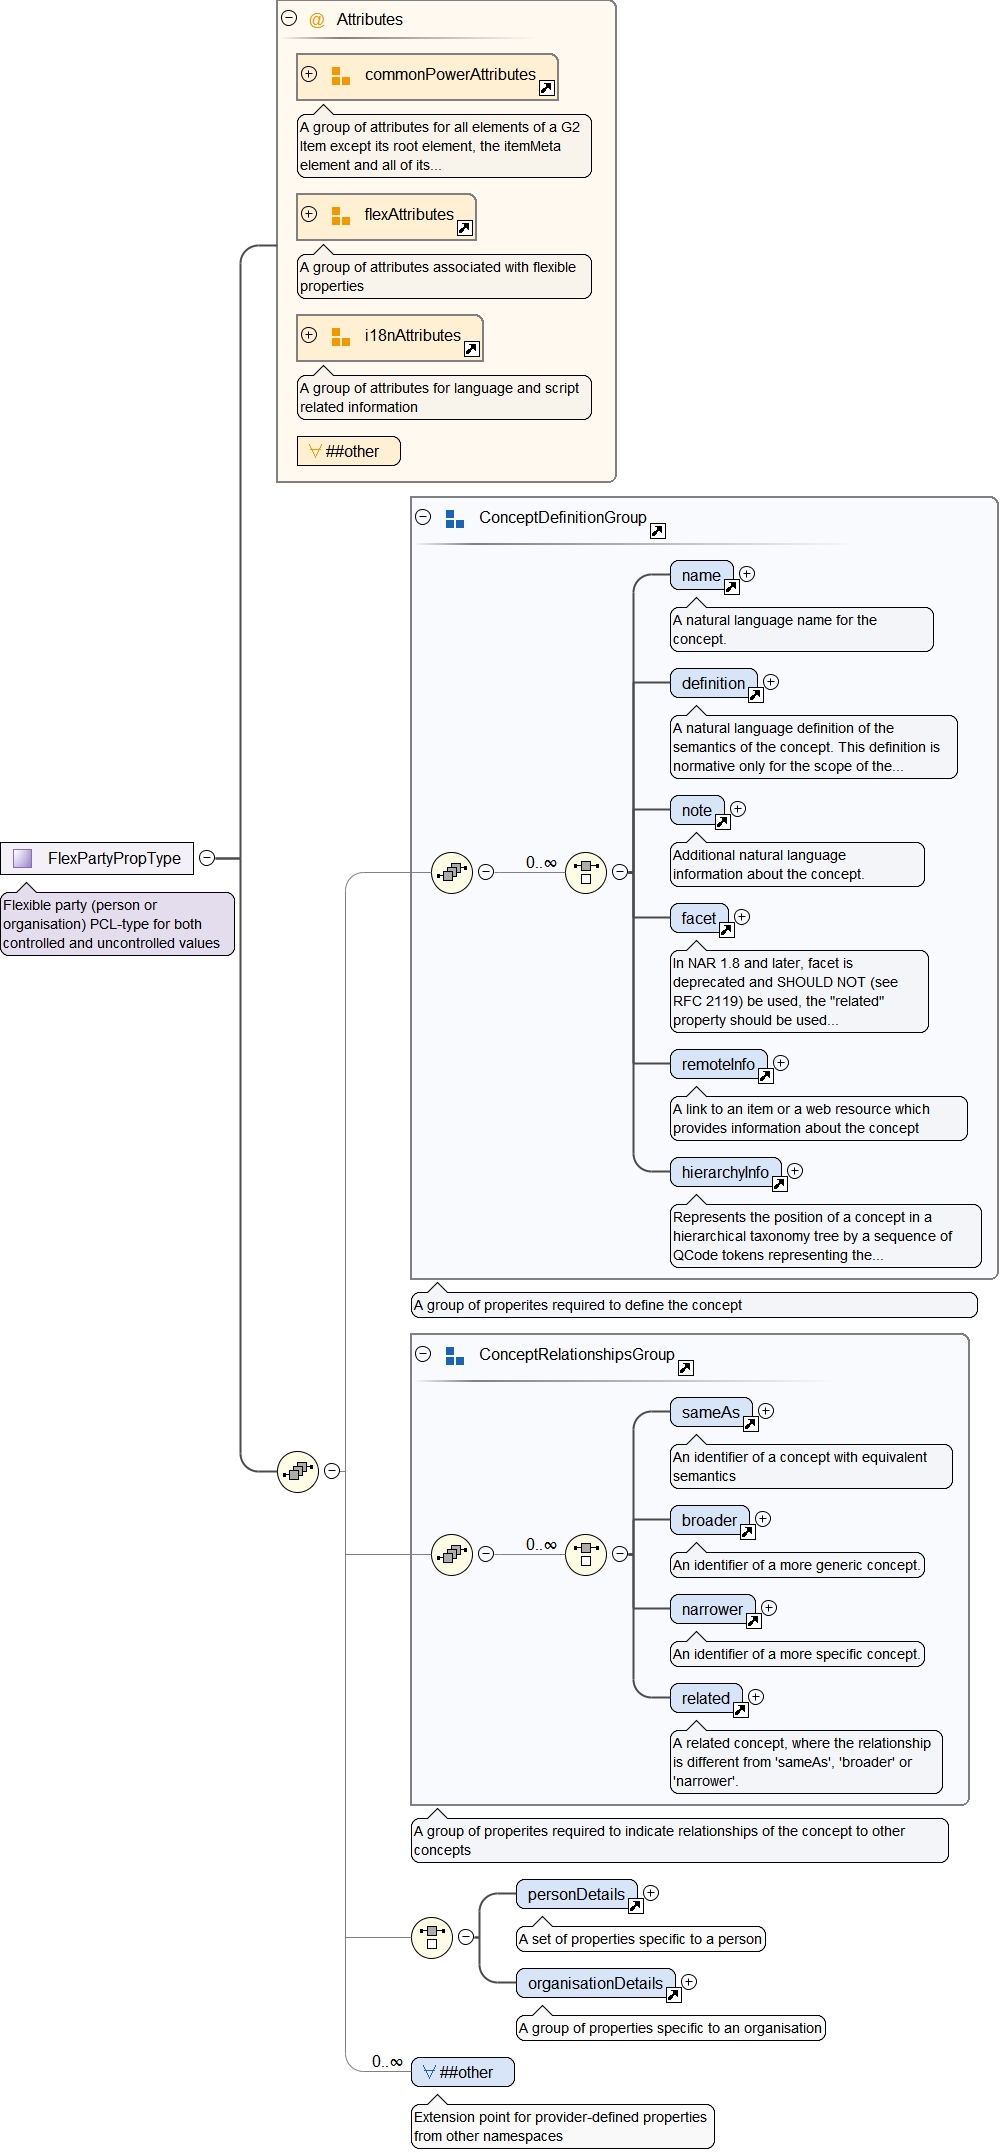 @ Attributes
commonPowerAttributes
A group of attributes for all elements of a G2
Item except its root element, the itemMeta
element and all of its...
flexAttributes
A group of attributes associated with flexible
properties
i18nAttributes
A group of attributes for language and script
related information
##other
ConceptDefinitionGroup
name
A natural language name for the
concept.
definition
A natural language definition of the
semantics of the concept. This definition is
normative only for the scope of the...
note
Additional natural language
information about the concept.
0..∞
FlexPartyPropType
Flexible party (person or
organisation) PCL-type for both
controlled and uncontrolled values
facet
In NAR 1.8 and later, facet is
deprecated and SHOULD NOT (see
RFC 2119) be used, the "related"
property should be used...
remoteInfo
A link to an item or a web resource which
provides information about the concept
hierarchyInfo
Represents the position of a concept in a
hierarchical taxonomy tree by a sequence of
QCode tokens representing the...
A group of properites required to define the concept
ConceptRelationshipsGroup
sameAs
An identifier of a concept with equivalent
semantics
broader
0..∞
An identifier of a more generic concept.
narrower
An identifier of a more specific concept.
related
A related concept, where the relationship
is different from 'sameAs', 'broader' or
'narrower'.
A group of properites required to indicate relationships of the concept to other
concepts
personDetails
A set of properties specific to a person
organisationDetails
A group of properties specific to an organisation
0..∞
##other
Extension point for provider-defined properties
from other namespaces